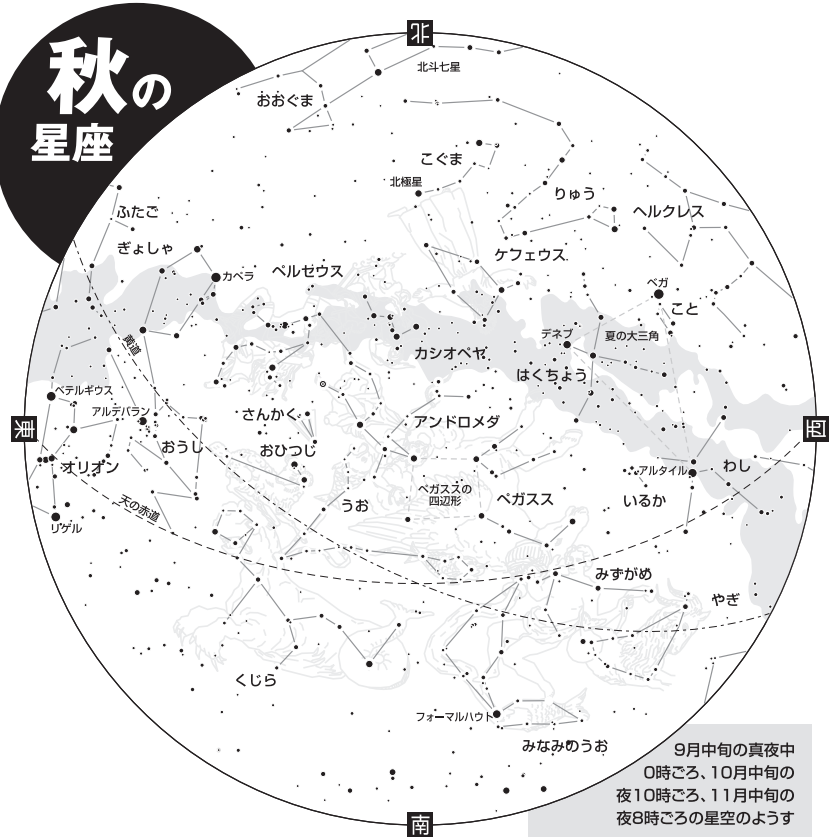 秋の
星座
北
北斗七星
おおぐま
こぐま
北極星
りゅう
ヘルクレス
ふたご
ぎょしゃ
カペラ
ペルセウス
ケフェウス
ベガ
こと
デネブ
夏の大三角
カシオペヤ
はくちょう
黄道
ベテルギウス
アルデバラン
さんかく
アンドロメダ
東
西
おうし
おひつじ
オリオン
アルタイル
わし
いるか
ペガススの
四辺形
ペガスス
うお
天の赤道
リゲル
みずがめ
やぎ
くじら
フォーマルハウト
みなみのうお
南
9月中旬の真夜中
0時ごろ、10月中旬の
夜10時ごろ、11月中旬の
夜8時ごろの星空のようす